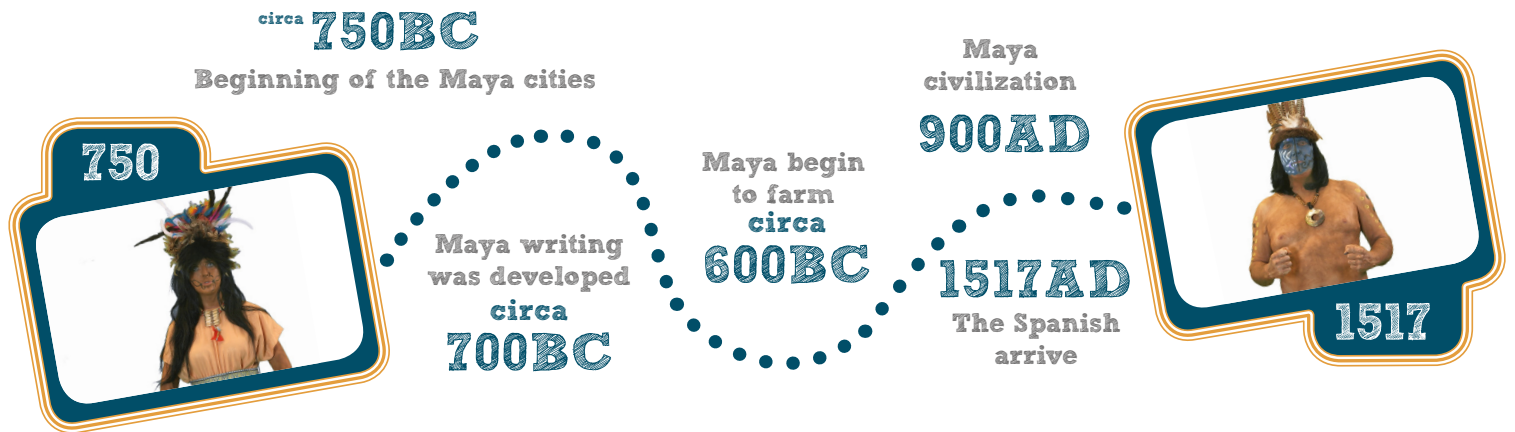 circa 750BC
Beginning of the Maya cities
750
Maya writing
was developed
circa
700BC
Maya begin
to farm
circa
600BC
Maya
civilization
900AD
1517AD
The Spanish
arrive
1517